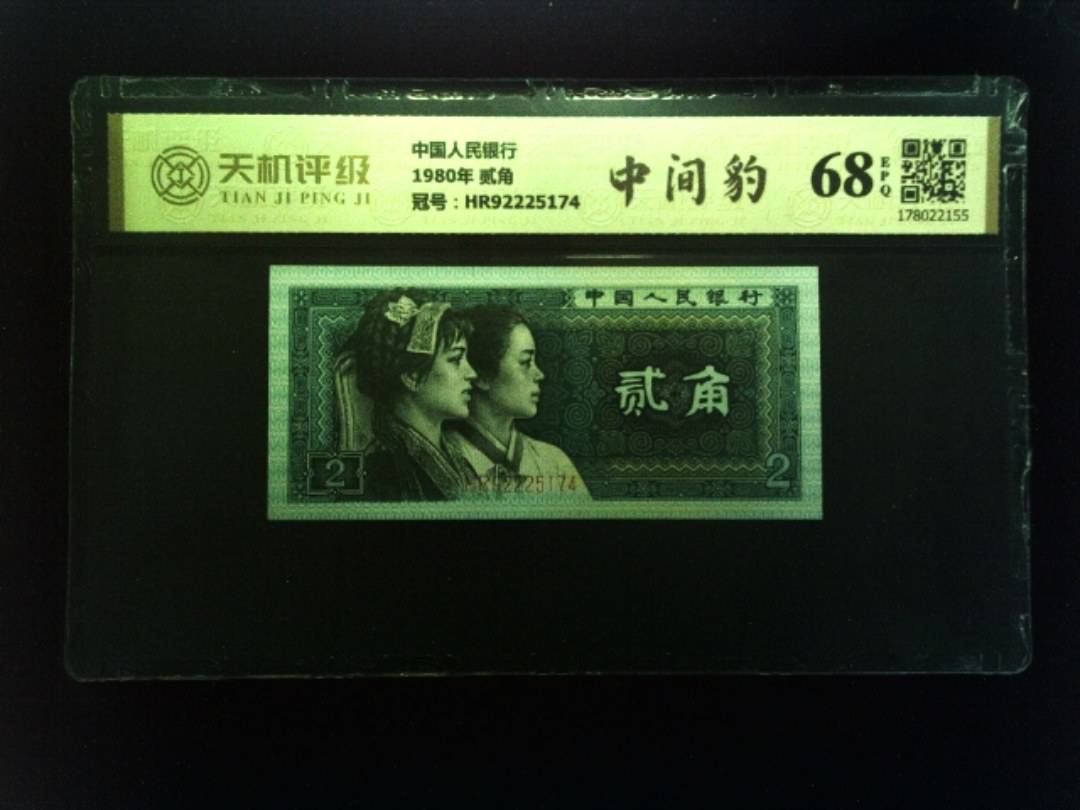 天机评级
TIAN JI PING JI
中国人民银行
1980年 贰角
冠号：HR92225174
中间豹
68
EPQ
178022155
中国人民银行
贰角
2
HR92225174
2